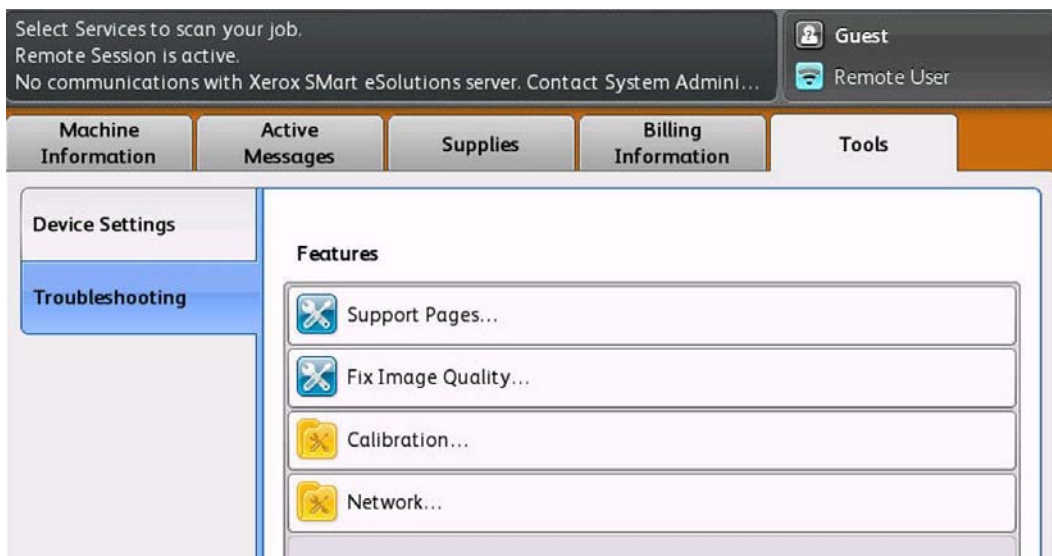 Select Services to scan your job.
Remote Session is active.
No communications with Xerox SMart eSolutions server. Contact System Admini...
Guest
Remote User
Machine
Information
Active
Messages
Supplies
Billing
Information
Tools
Device Settings
Troubleshooting
Features
Support Pages...
Fix Image Quality...
Calibration...
Network...